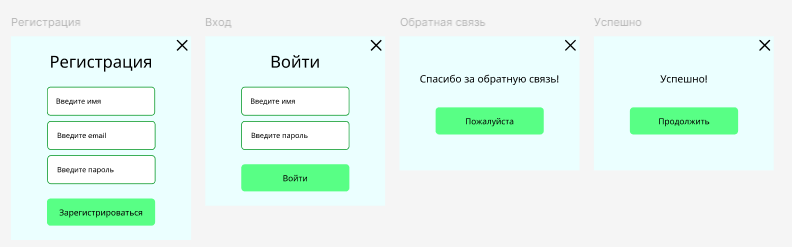 Регистрация
Регистрация
Введите имя
Введите email
Введите пароль
Зарегистрироваться
Вход
Войти
Введите имя
Введите пароль
Войти
Обратная связь
Спасибо за обратную связь!
Пожалуйста
Успешно
Успешно!
Продолжить